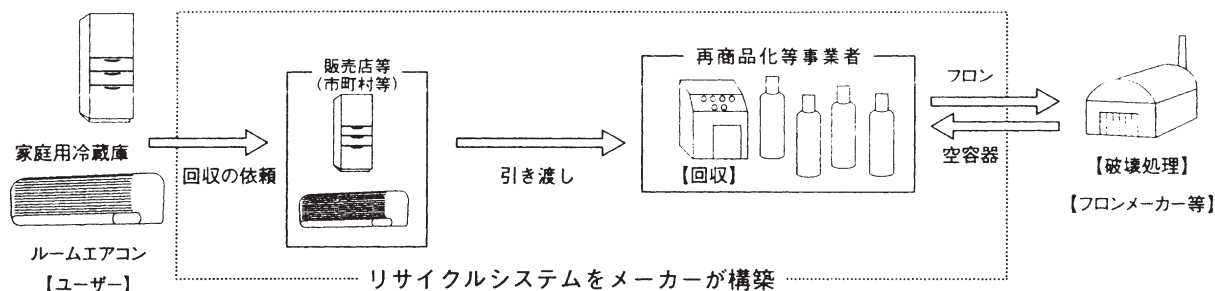 家庭用冷蔵庫
ルームエアコン
【ユーザー】
回収の依頼
販売店等
(市町村等)
引き渡し
再商品化等事業者
【回収】
フロン
空容器
【破壊処理】
【フロンメーカー等】
リサイクルシステムをメーカーが構築